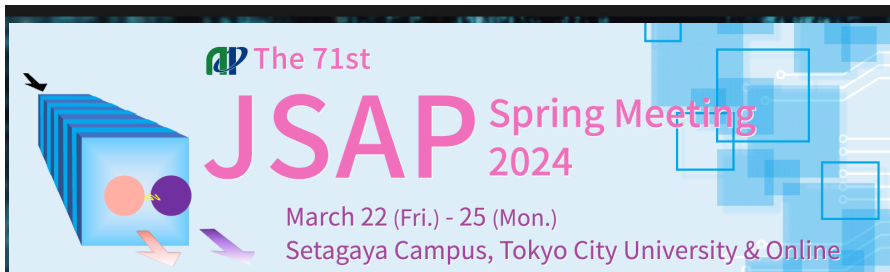 The 71st
JSAP Spring Meeting
2024
March 22 (Fri.) - 25 (Mon.)
Setagaya Campus, Tokyo City University & Online